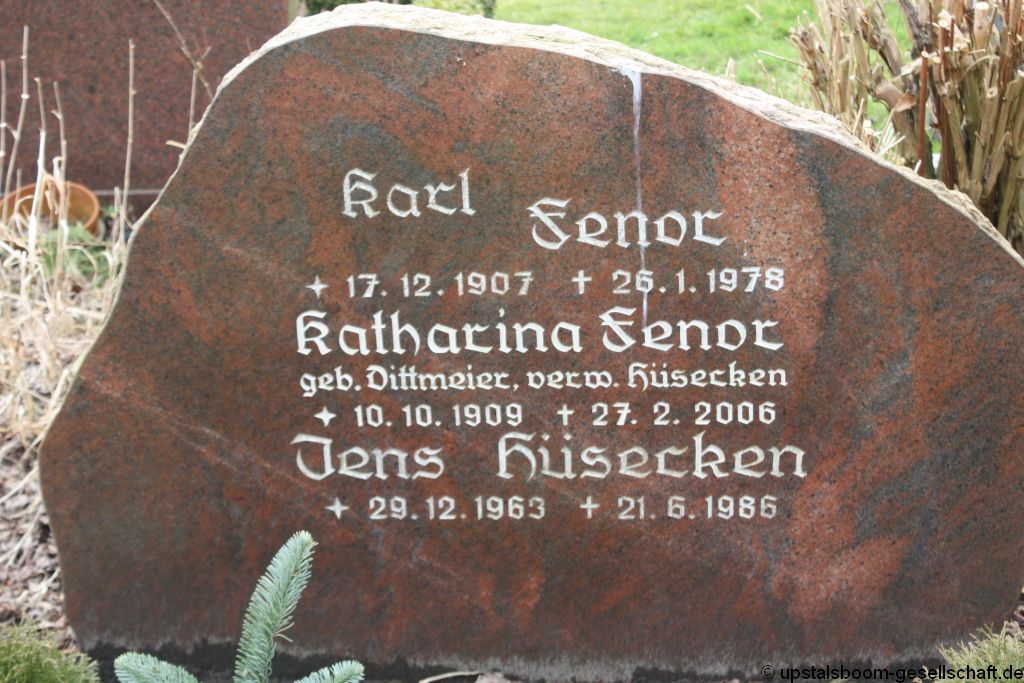 Karl
Fenor
✦ 17. 12. 1907 † 26. 1. 1978
Katharina Fenor
geb. Dittmeier, verw. Hüsecken
✦ 10. 10. 1909 † 27. 2. 2006
Jens Hüsecken
✦ 29. 12. 1963 † 21. 6. 1986
© upstalsboom-gesellschaft.de